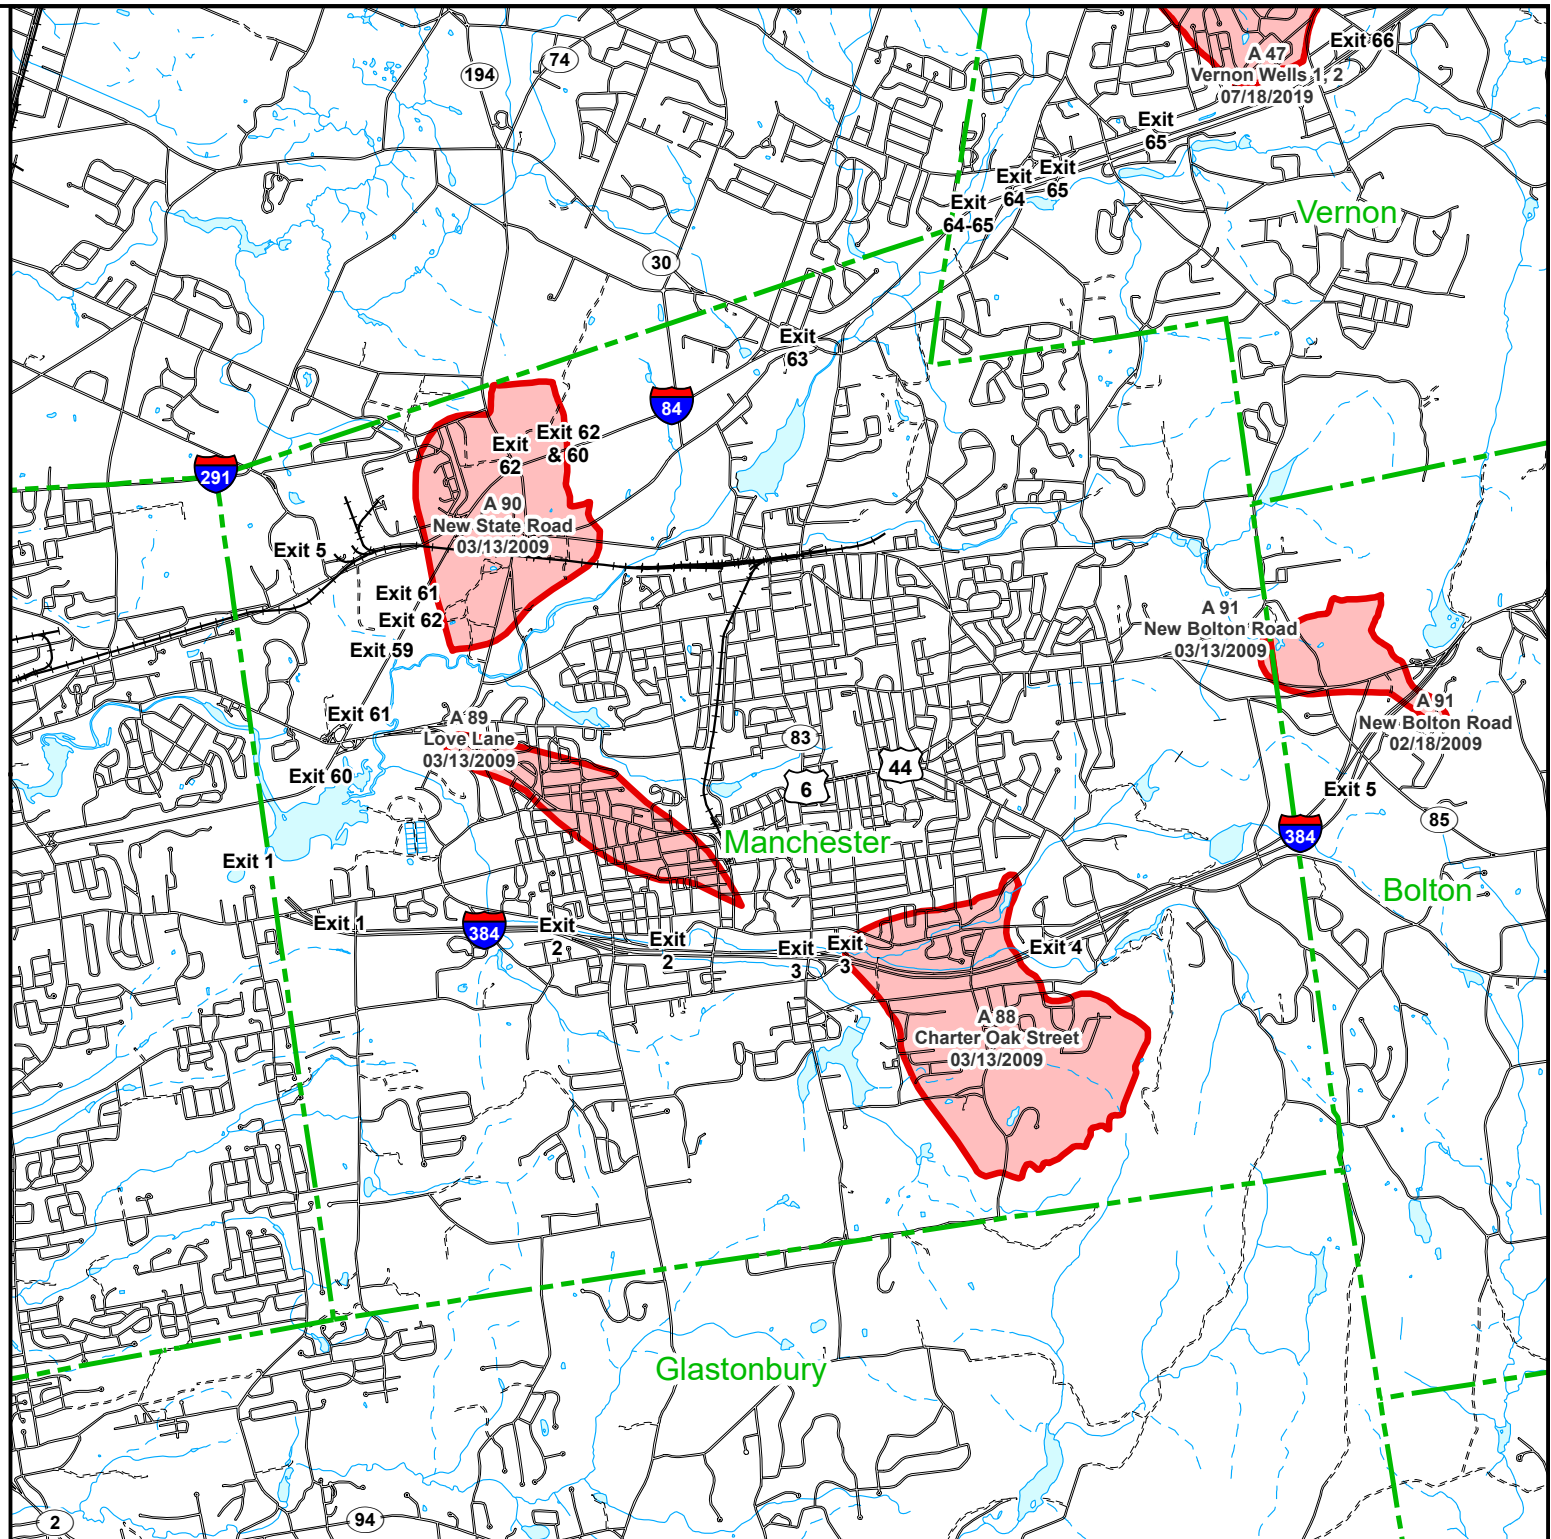 Exit 66
A 47
Vernon Wells 1, 2
07/18/2019
74
194
Exit
65
Exit
65
Exit
64
Exit
64-65
Vernon
30
Exit
63
84
Exit 62
& 60
Exit
62
291
A 90
New State Road
03/13/2009
Exit 5
Exit 61
Exit 62
Exit 59
A 91
New Bolton Road
03/13/2009
A 91
New Bolton Road
02/18/2009
Exit 61
A 89
Love Lane
03/13/2009
83
44
6
Exit 60
Exit 5
85
384
Manchester
Exit 1
Bolton
Exit 1
384
Exit
2
Exit
2
Exit
3
Exit
3
Exit 4
A 88
Charter Oak Street
03/13/2009
Glastonbury
2
94